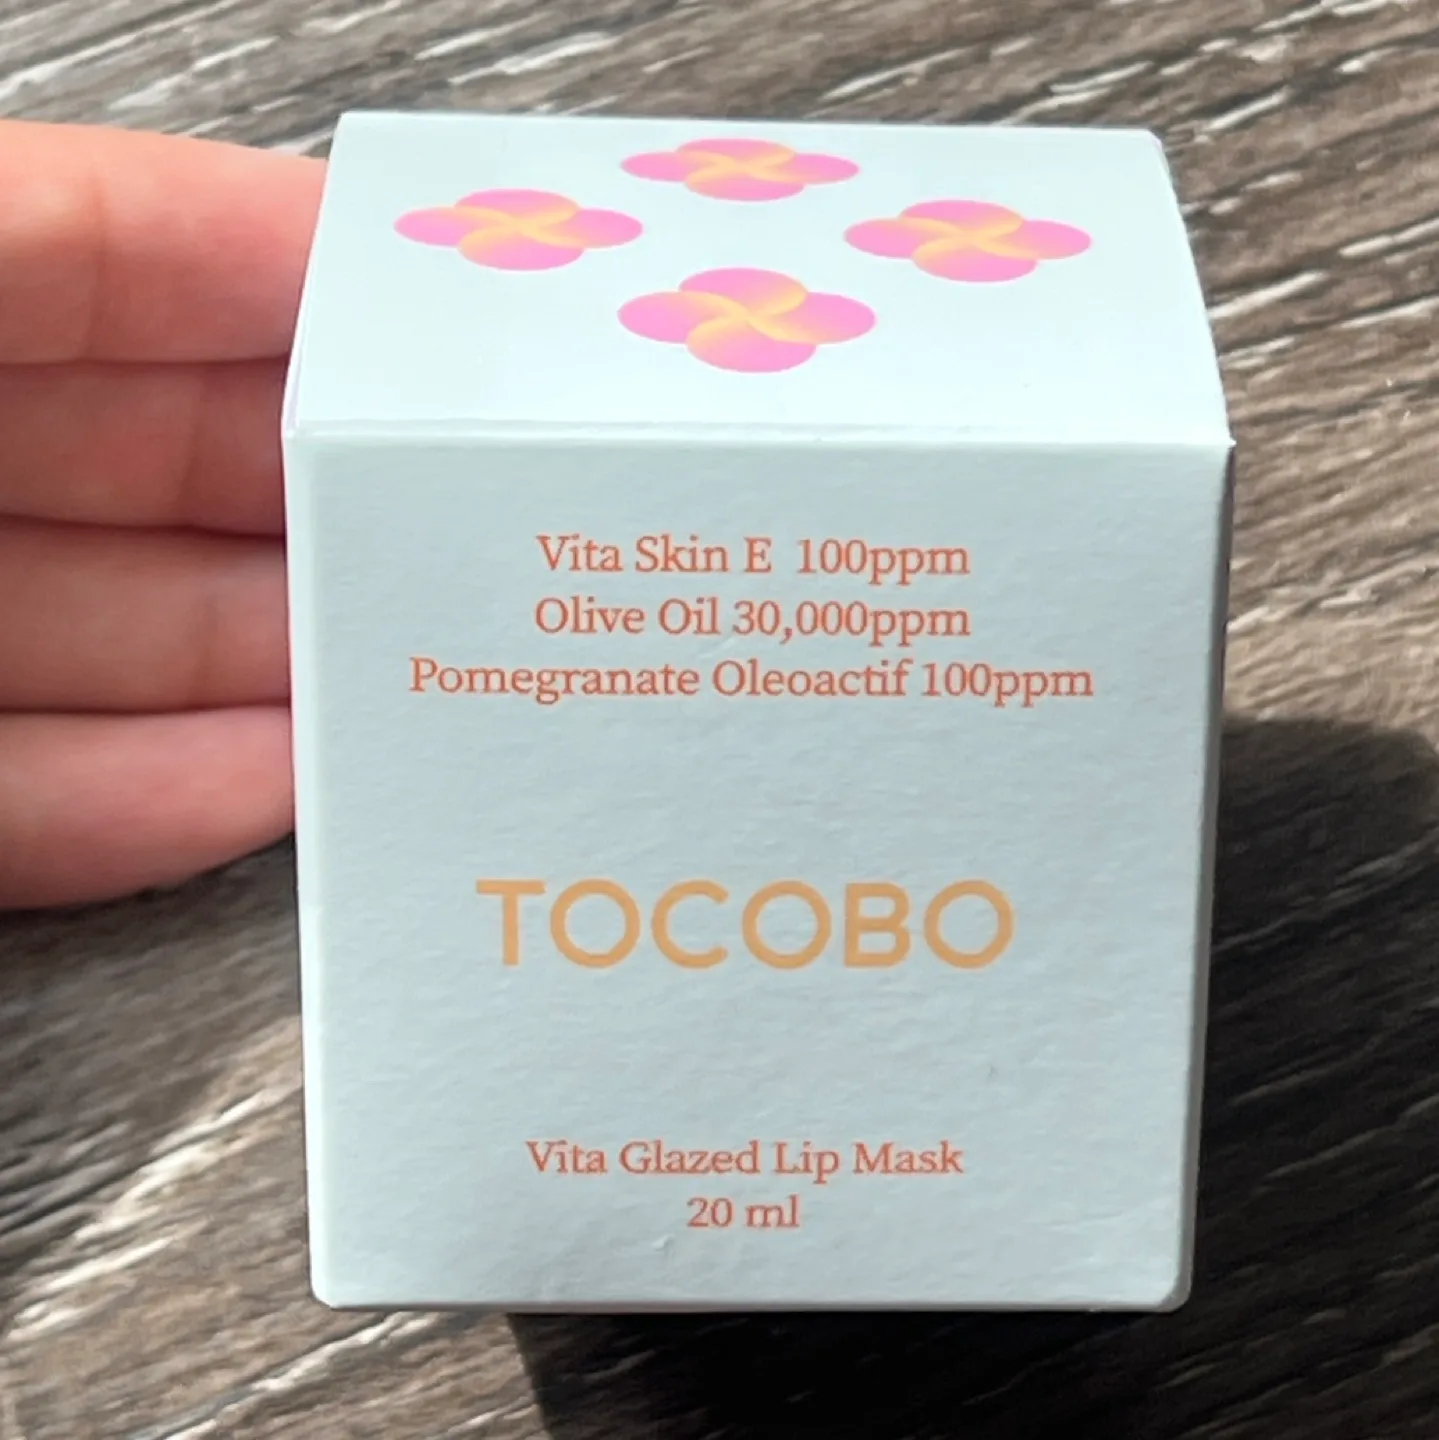 Vita Skin E 100ppm
Olive Oil 30,000ppm
Pomegranate Oleoactif 100ppm
TOCOBO
Vita Glazed Lip Mask
20 ml